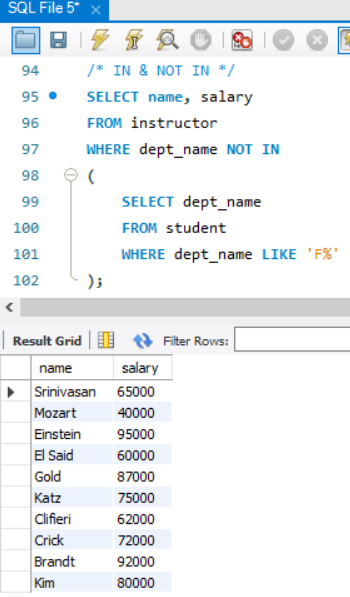 SQL File 5* ×
94 /* IN & NOT IN */
95 SELECT name, salary
96 FROM instructor
97 WHERE dept_name NOT IN
98 (
99 SELECT dept_name
100 FROM student
101 WHERE dept_name LIKE 'F%'
102 );
Result Grid Filter Rows:
name salary
Srinivasan 65000
Mozart 40000
Einstein 95000
El Said 60000
Gold 87000
Katz 75000
Clifieri 62000
Crick 72000
Brandt 92000
Kim 80000